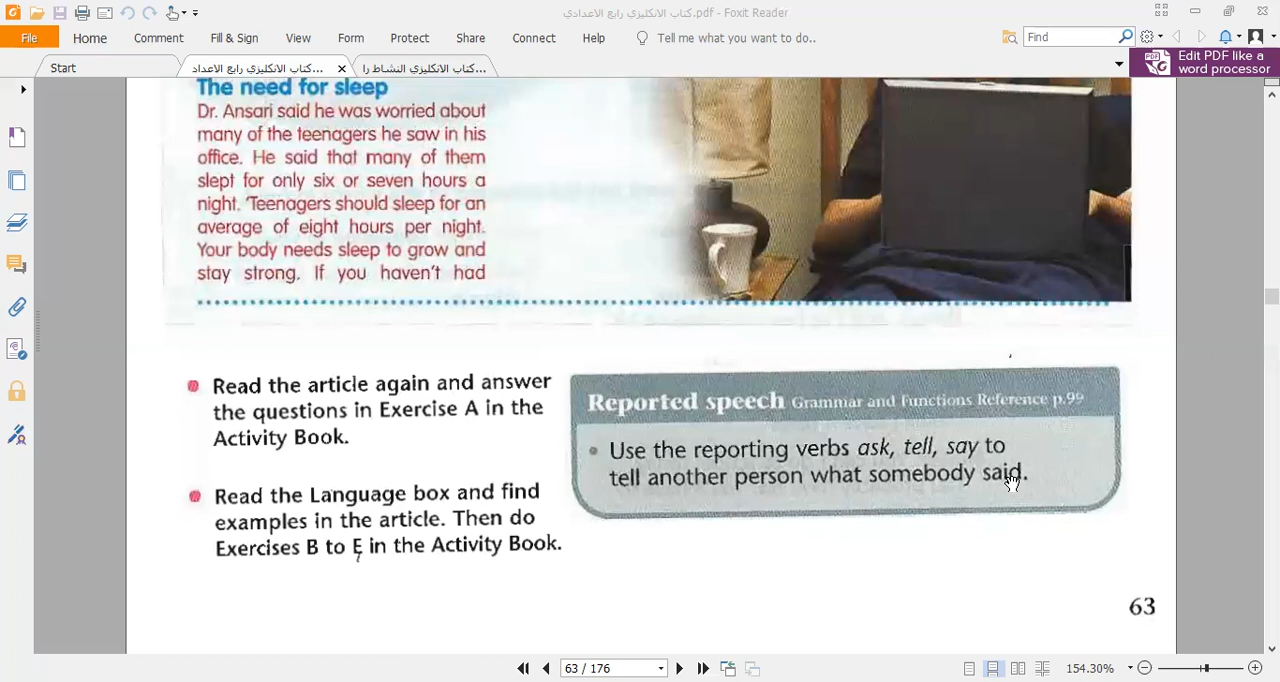 كتاب الانكليزي رابع الاعدادي.pdf - Foxit Reader
File Home Comment Fill & Sign View Form Protect Share Connect Help Tell me what you want to do.. Find
Edit PDF like a
word processor
Start
كتاب الانكليزي رابع الاعداد...
كتاب الانكليزي النشاط را...
The need for sleep
Dr. Ansari said he was worried about
many of the teenagers he saw in his
office. He said that many of them
slept for only six or seven hours a
night. 'Teenagers should sleep for an
average of eight hours per night.
Your body needs sleep to grow and
stay strong. If you haven't had
Read the article again and answer
the questions in Exercise A in the
Activity Book.
Read the Language box and find
examples in the article. Then do
Exercises B to E in the Activity Book.
Reported speech Grammar and Functions Reference p.99
Use the reporting verbs ask, tell, say to
tell another person what somebody said.
63
63 / 176
154.30%